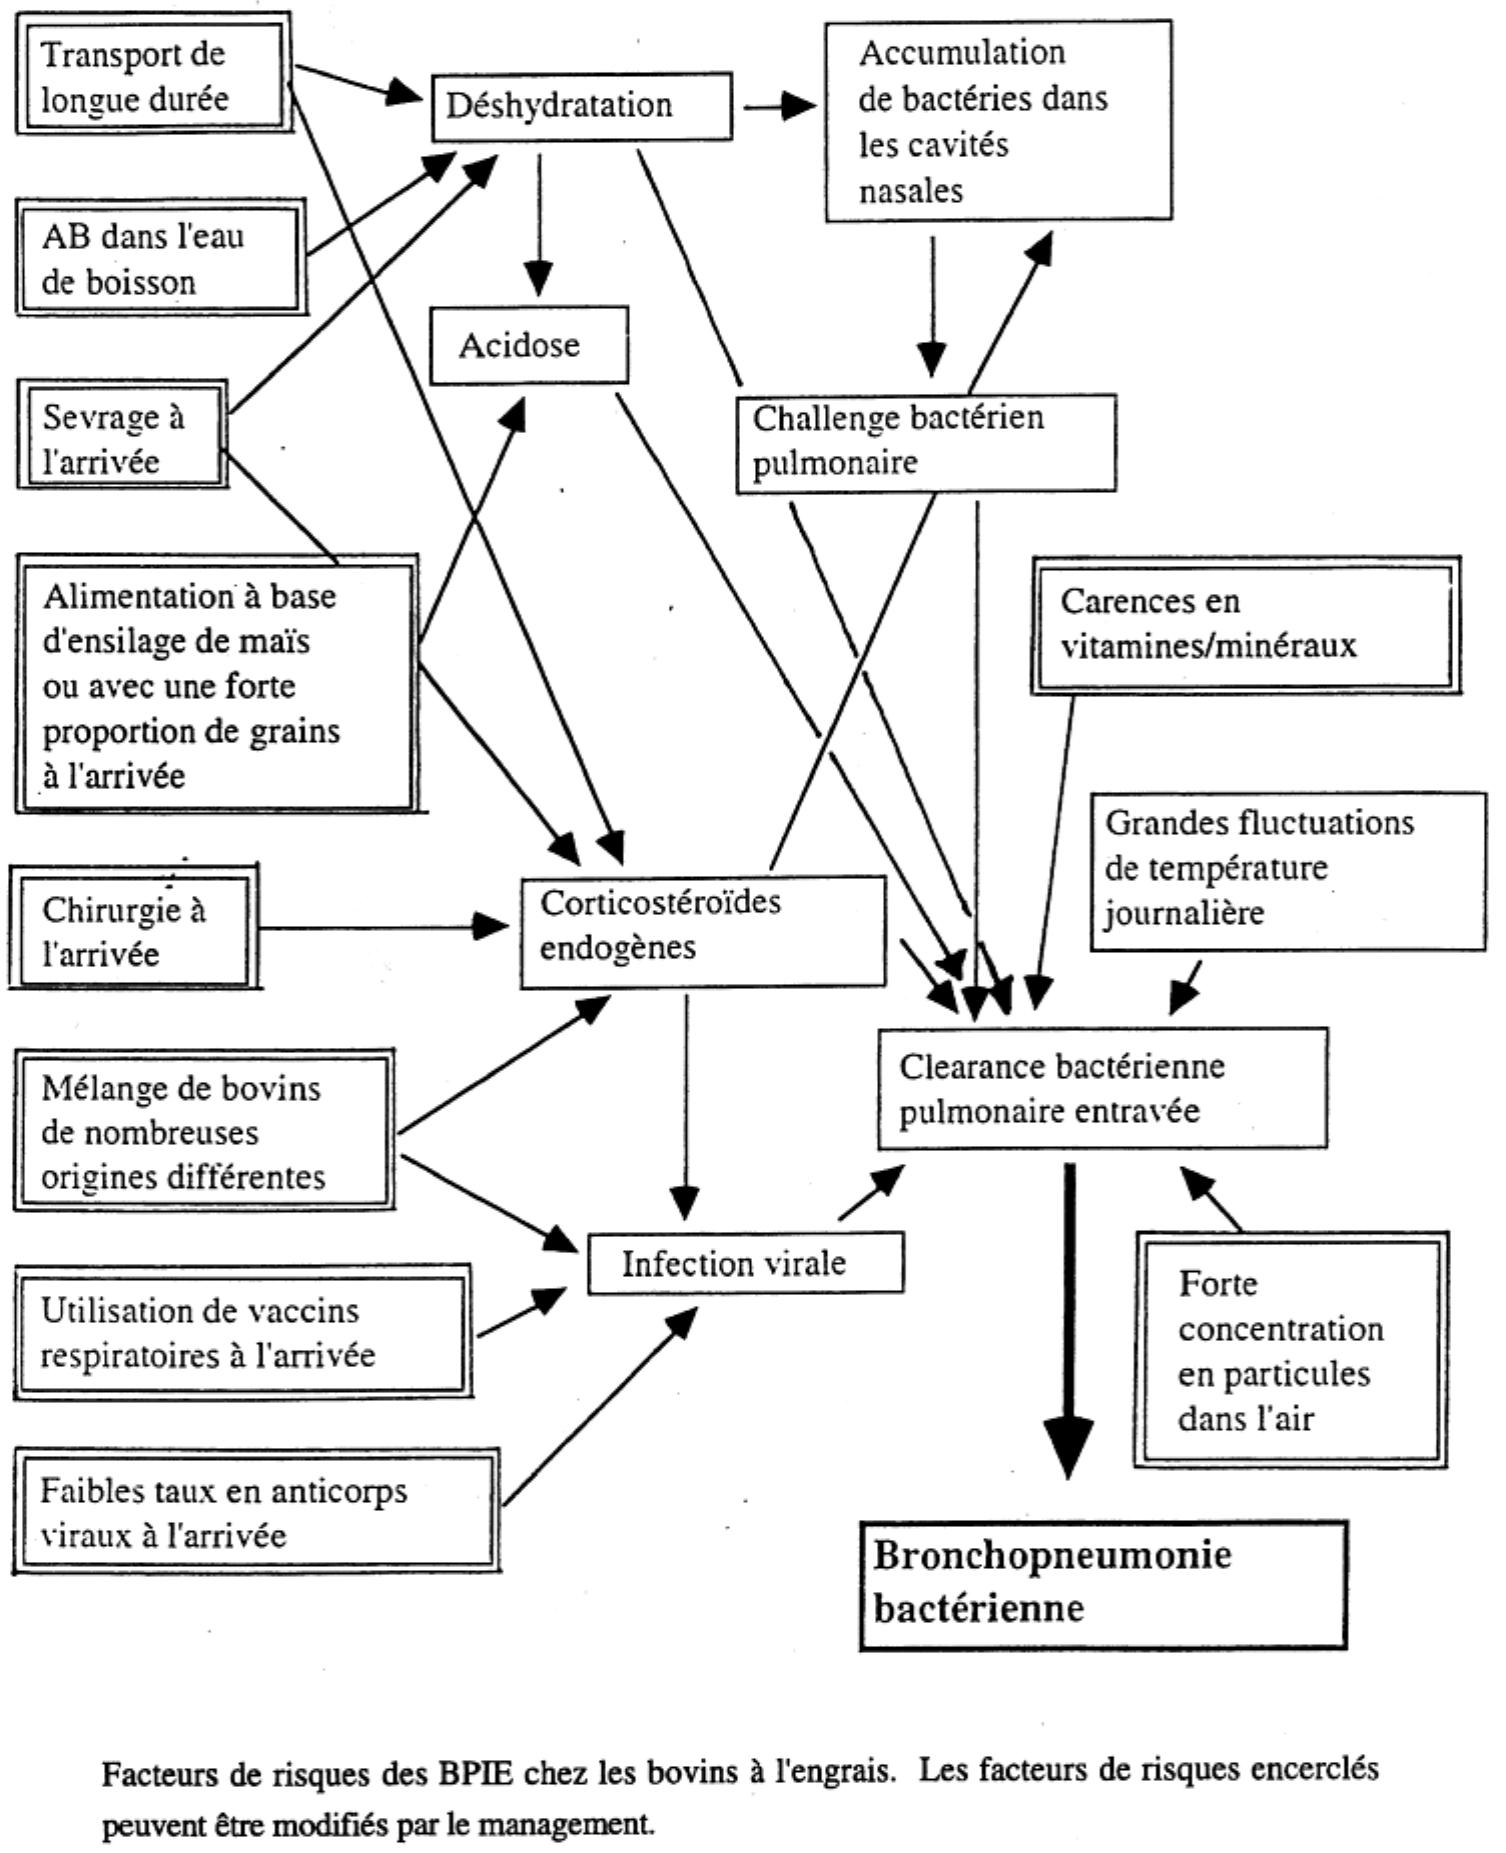 Transport de
longue durée
Déshydratation
Accumulation
de bactéries dans
les cavités
nasales
AB dans l'eau
de boisson
Acidose
Sevrage à
l'arrivée
Challenge bactérien
pulmonaire
Alimentation à base
d'ensilage de maïs
ou avec une forte
proportion de grains
à l'arrivée
Carences en
vitamines/minéraux
Grandes fluctuations
de température
journalière
Chirurgie à
l'arrivée
Corticostéroïdes
endogènes
Clearance bactérienne
pulmonaire entravée
Mélange de bovins
de nombreuses
origines différentes
Infection virale
Utilisation de vaccins
respiratoires à l'arrivée
Forte
concentration
en particules
dans l'air
Faibles taux en anticorps
viraux à l'arrivée
Bronchopneumonie
bactérienne
Facteurs de risques des BPIE chez les bovins à l'engrais. Les facteurs de risques encerclés
peuvent être modifiés par le management.